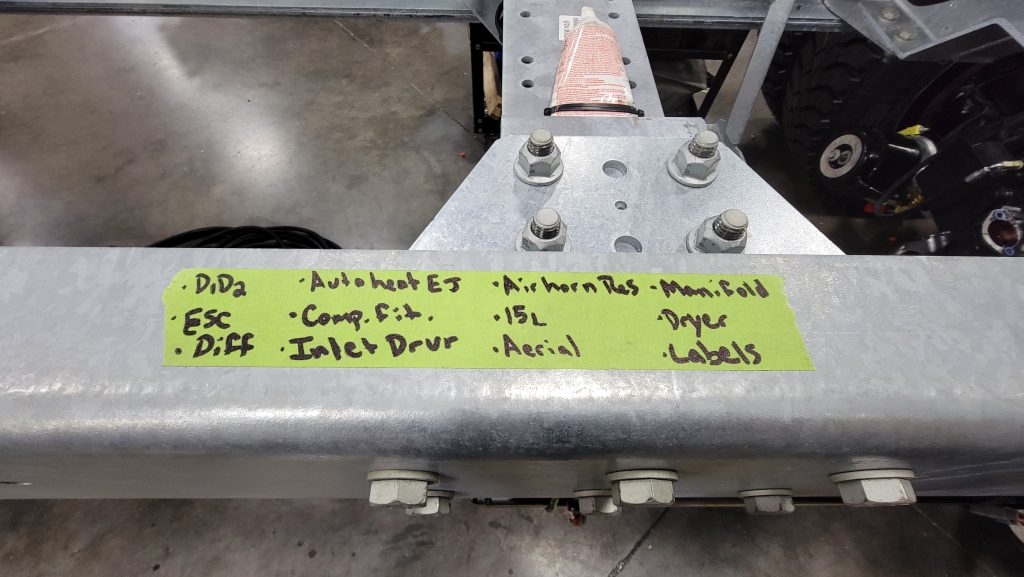 · D1D2 · Autoheat EJ · Airhorn Res · Manifold
· ESC · Comp. fit. · 15L · Dryer
· Diff · Inlet Drvr · Aerial · Labels